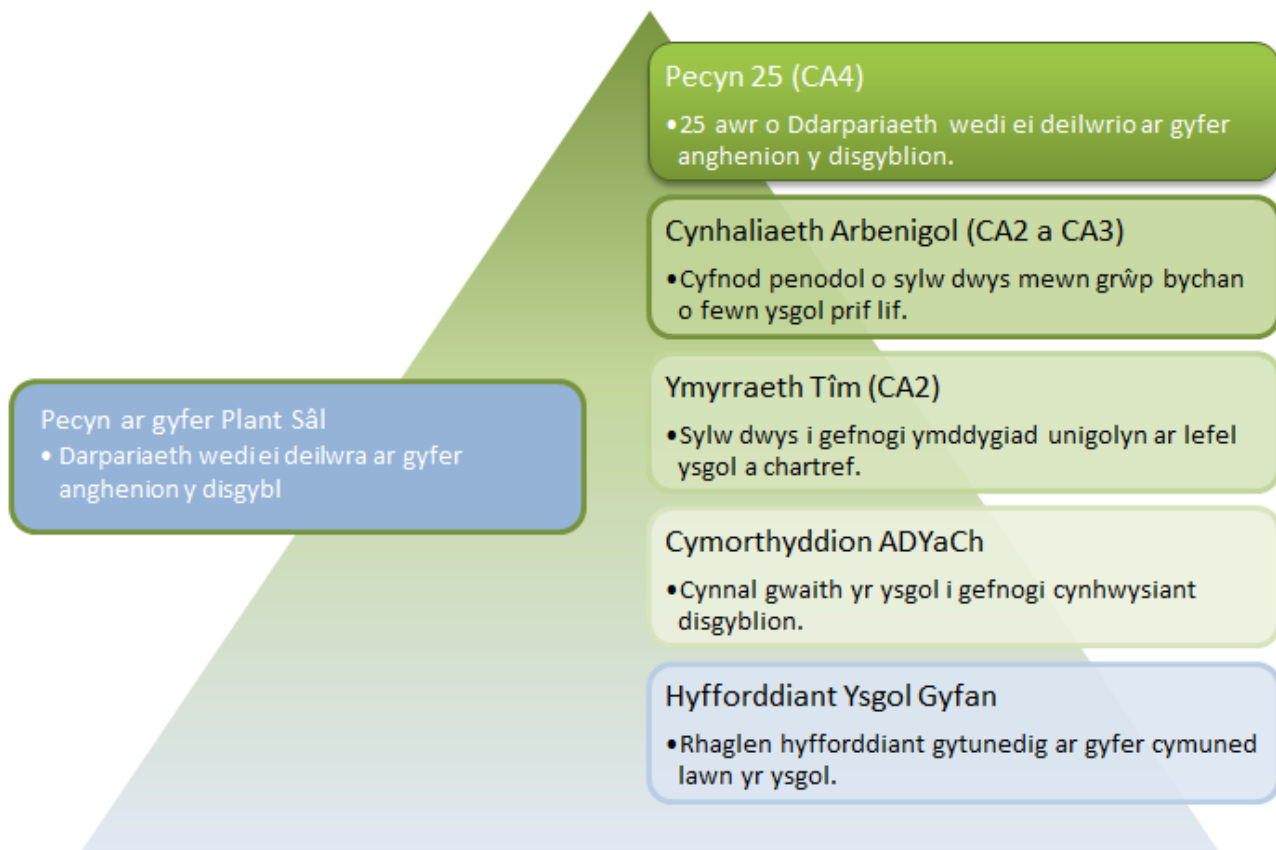 Pecyn 25 (CA4)
•25 awr o Ddarpariaeth wedi ei deilwrio ar gyfer
anghenion y disgyblion.
Cynhaliaeth Arbenigol (CA2 a CA3)
•Cyfnod penodol o sylw dwys mewn grŵp bychan
o fewn ysgol prif lif.
Ymyrraeth Tîm (CA2)
•Sylw dwys i gefnogi ymddygiad unigolyn ar lefel
ysgol a chartref.
Cymorthyddion ADYaCh
•Cynnal gwaith yr ysgol i gefnogi cynhwysiant
disgyblion.
Hyfforddiant Ysgol Gyfan
•Rhaglen hyfforddiant gytunedig ar gyfer cymuned
lawn yr ysgol.
Pecyn ar gyfer Plant Sâl
• Darpariaeth wedi ei deilwra ar gyfer
anghenion y disgybl